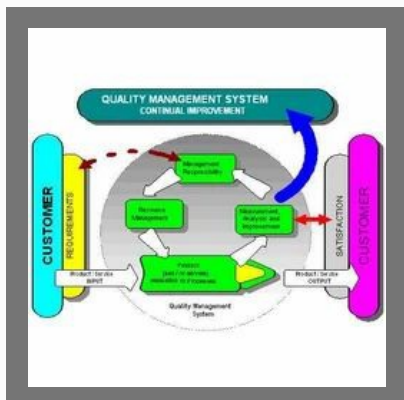 QUALITY MANAGEMENT SYSTEM
CONTINUAL IMPROVEMENT
CUSTOMER
REQUIREMENTS
Management
Responsibility
Resource
Management
Measurement,
Analysis and
Improvement
Product / Service
INPUT
Product / Service
OUTPUT
SATISFACTION
CUSTOMER
Quality Management
System